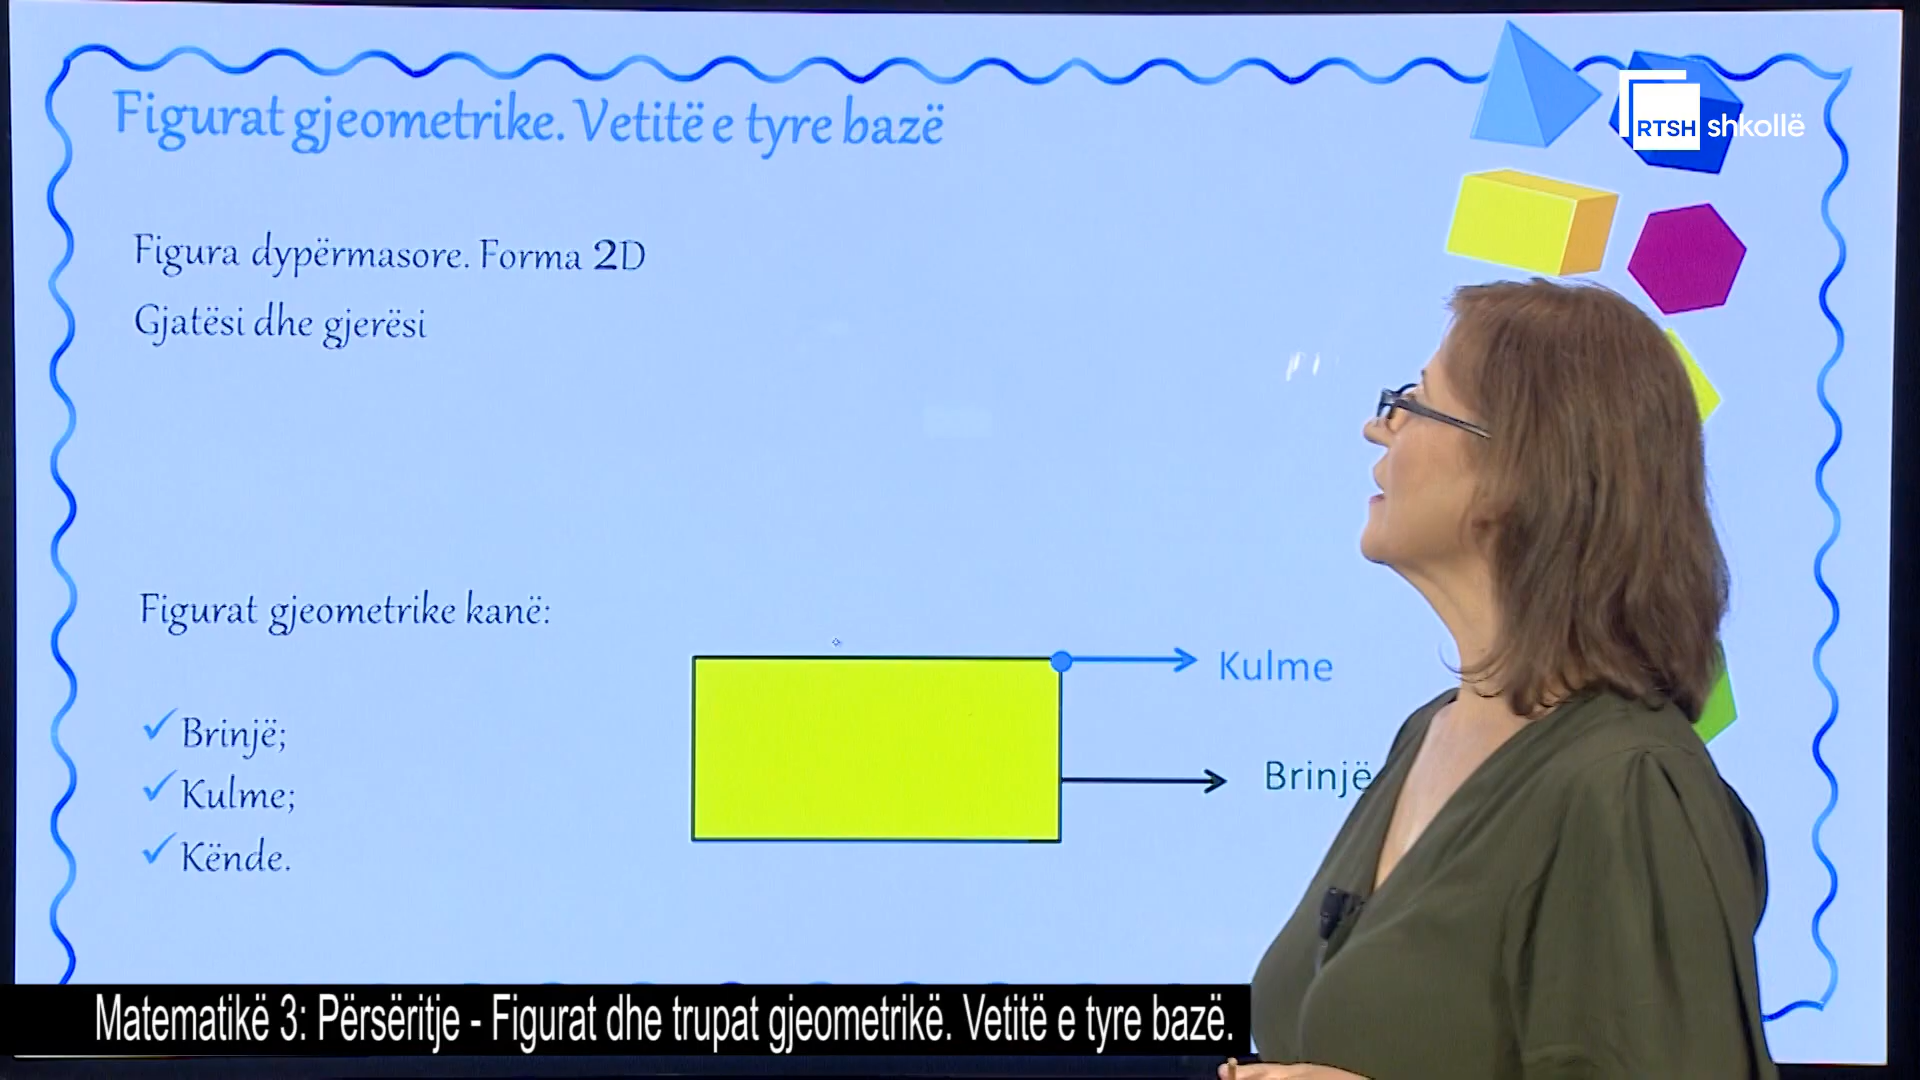 Figurat gjeometrike. Vetitë e tyre bazë
RTSH shkollë
Figura dypërmasore. Forma 2D
Gjatësi dhe gjerësi
Figurat gjeometrike kanë:
Kulme
Brinjë
✓ Brinjë;
✓ Kulme;
✓ Kënde.
Matematikë 3: Përsëritje - Figurat dhe trupat gjeometrikë. Vetitë e tyre bazë.